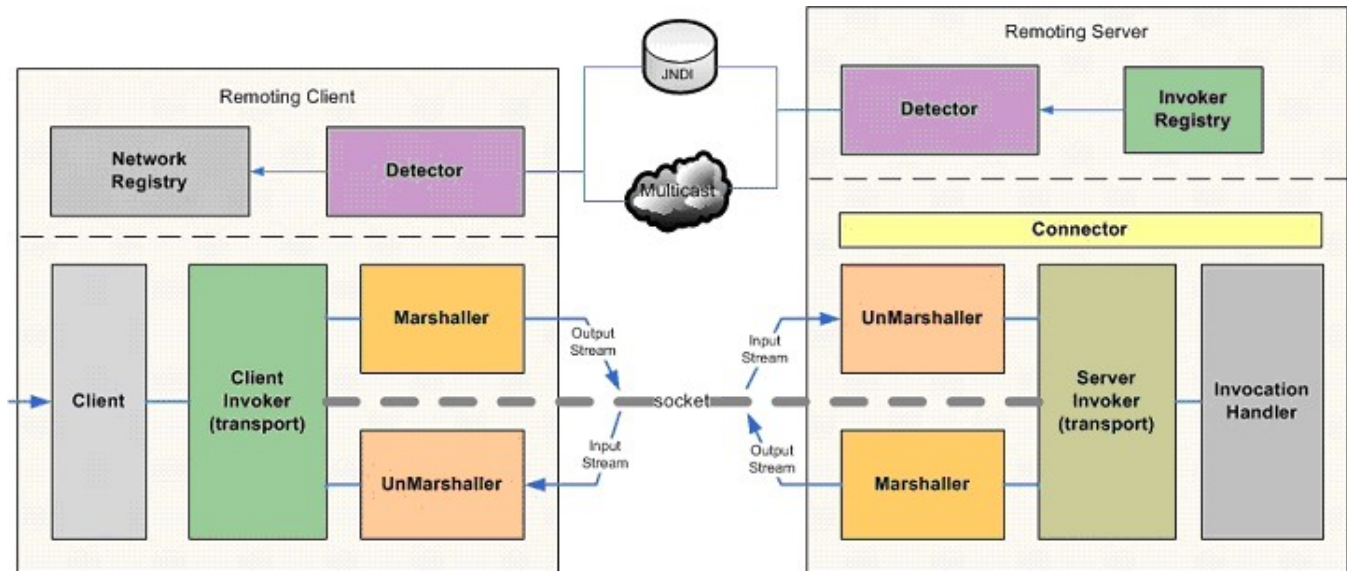 Remoting Client
Network
Registry
Detector
Client
Client
Invoker
(transport)
Marshaller
UnMarshaller
Output
Stream
Input
Stream
JNDI
Multicast
socket
Input
Stream
Output
Stream
Remoting Server
Detector
Invoker
Registry
Connector
UnMarshaller
Marshaller
Server
Invoker
(transport)
Invocation
Handler